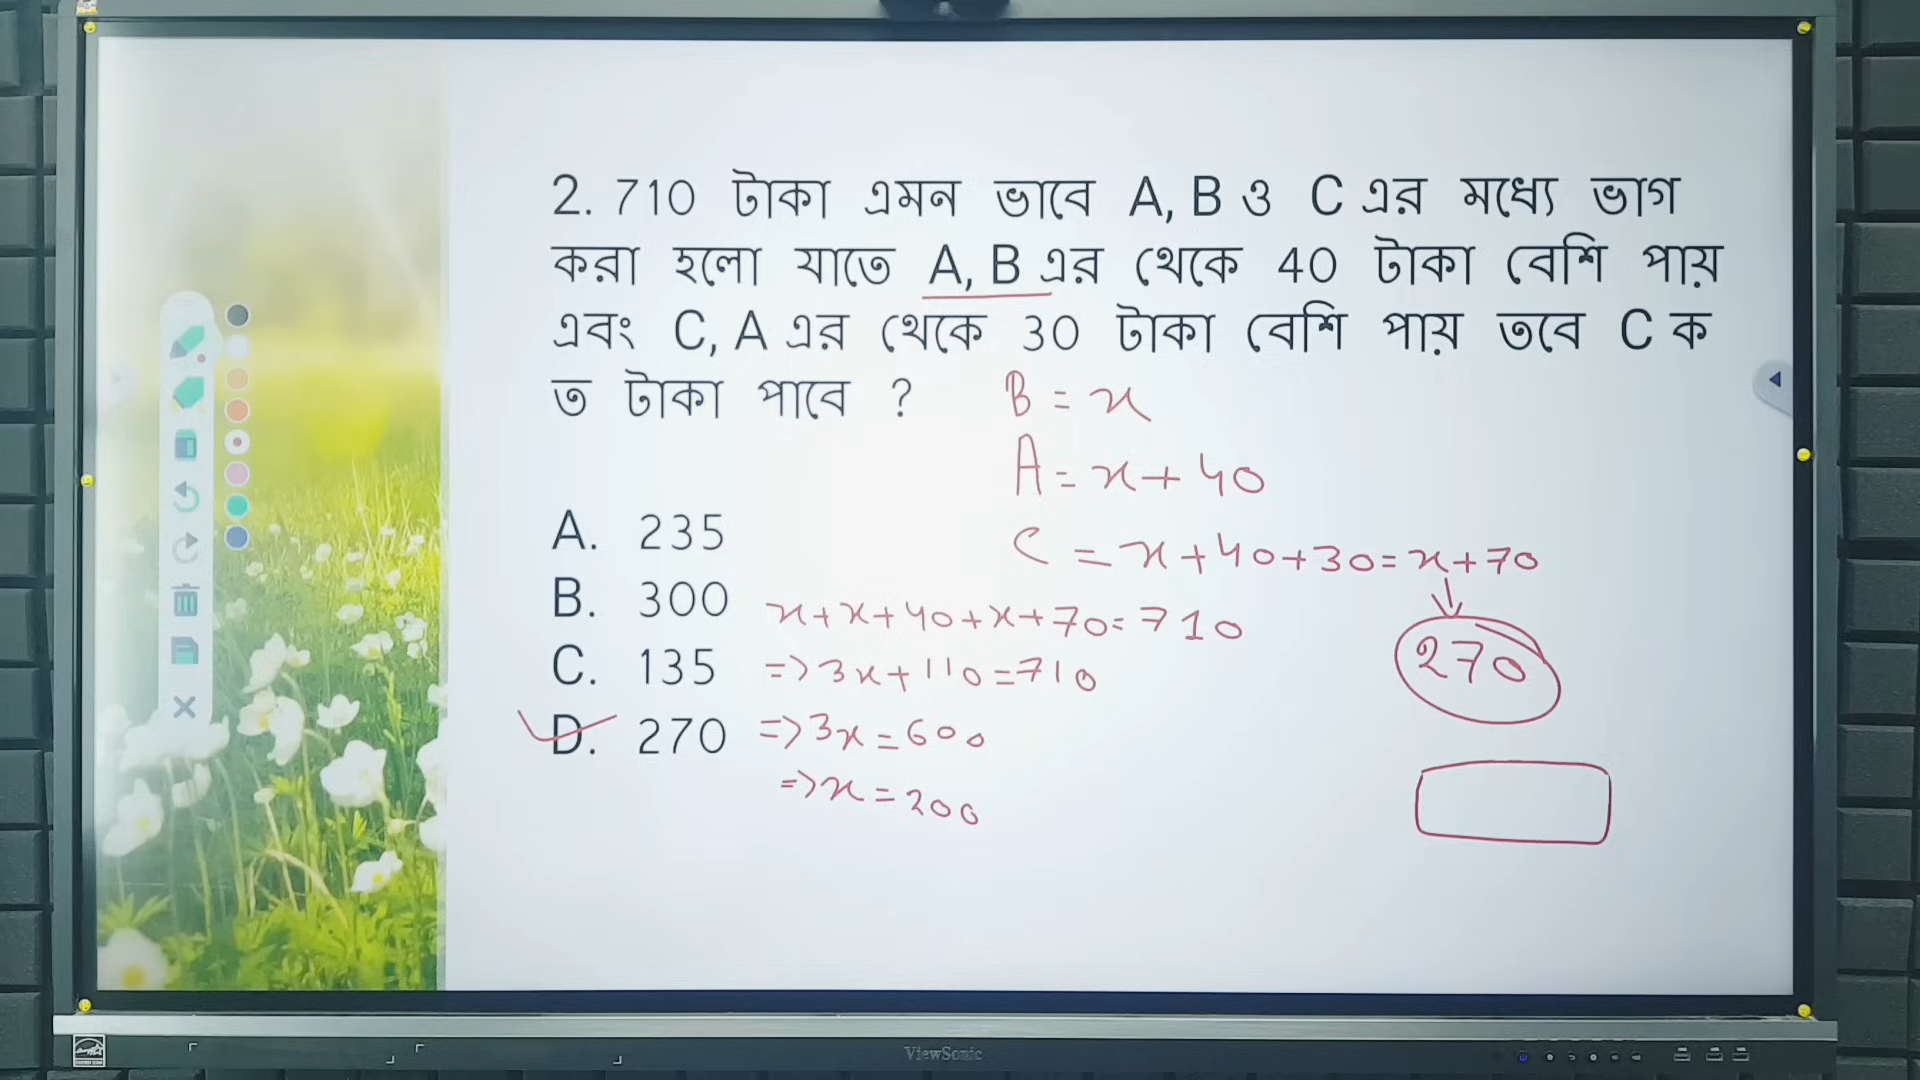 2. 710 টাকা এমন ভাবে A, B ও C এর মধ্যে ভাগ
করা হলো যাতে A, B এর থেকে 40 টাকা বেশি পায়
এবং C, A এর থেকে 30 টাকা বেশি পায় তবে C ক
ত টাকা পাবে ?
B = x
A = x + 40
A. 235
C = x + 40 + 30 = x + 70
B. 300
x + x + 40 + x + 70 = 710
270
C. 135
=> 3x + 110 = 710
D. 270
=> 3x = 600
=> x = 200
ViewSonic